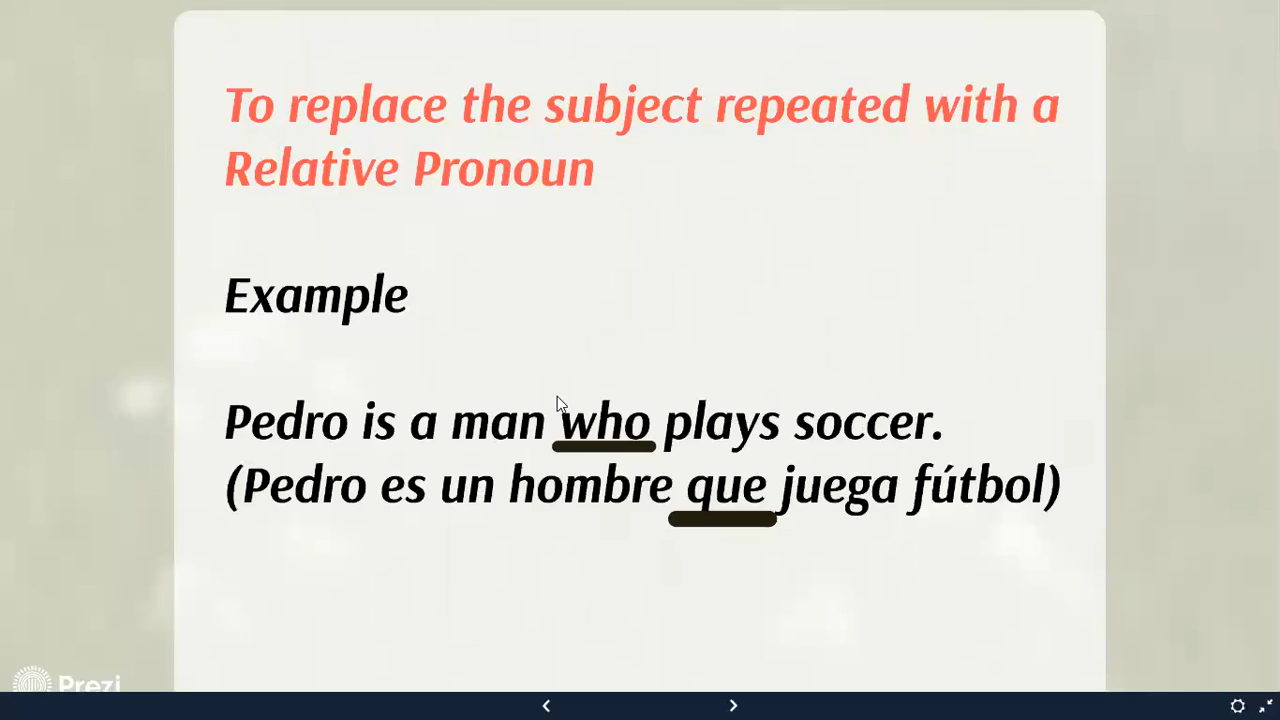 To replace the subject repeated with a
Relative Pronoun
Example
Pedro is a man who plays soccer.
(Pedro es un hombre que juega fútbol)
Prezi